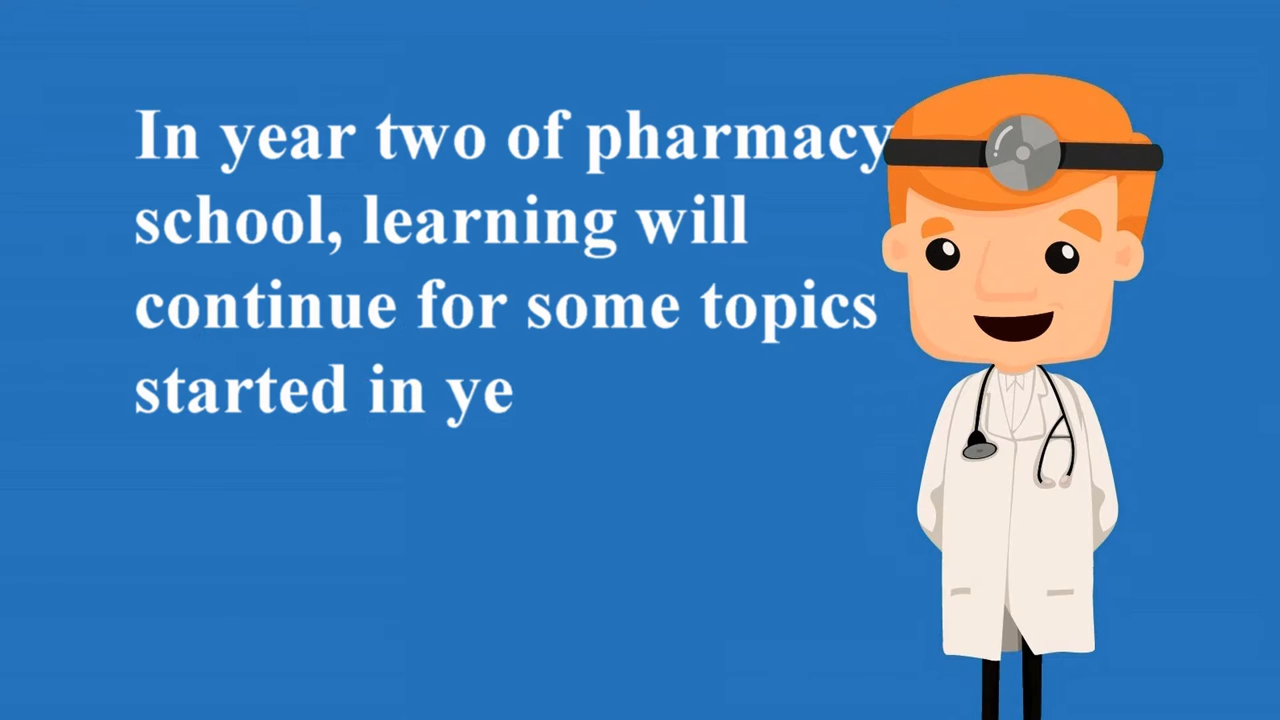 In year two of pharmacy
school, learning will
continue for some topics
started in ye